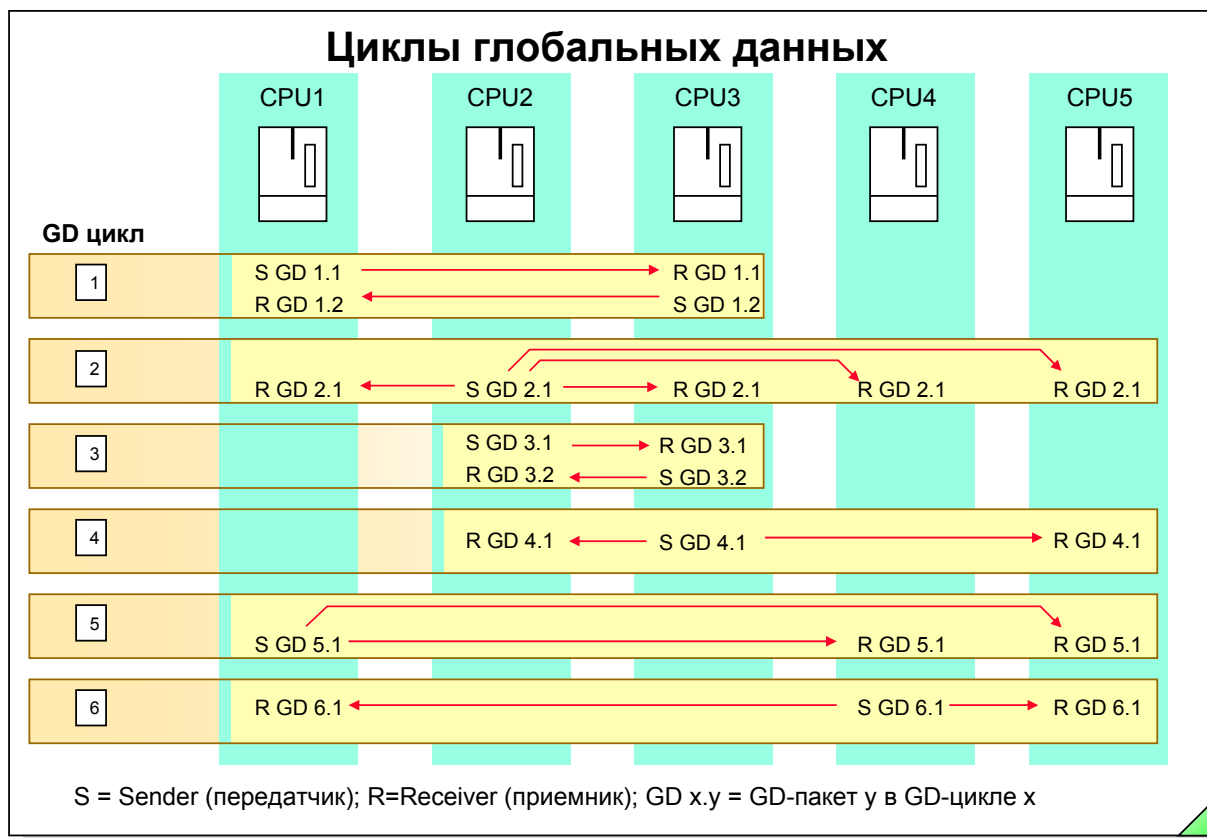 Циклы глобальных данных
CPU1 CPU2 CPU3 CPU4 CPU5
GD цикл
1
S GD 1.1 R GD 1.1
R GD 1.2 S GD 1.2
2
R GD 2.1 S GD 2.1 R GD 2.1 R GD 2.1 R GD 2.1
3
S GD 3.1 R GD 3.1
R GD 3.2 S GD 3.2
4
R GD 4.1 S GD 4.1 R GD 4.1
5
S GD 5.1 R GD 5.1 R GD 5.1
6
R GD 6.1 S GD 6.1 R GD 6.1
S = Sender (передатчик); R=Receiver (приемник); GD x.y = GD-пакет y в GD-цикле x